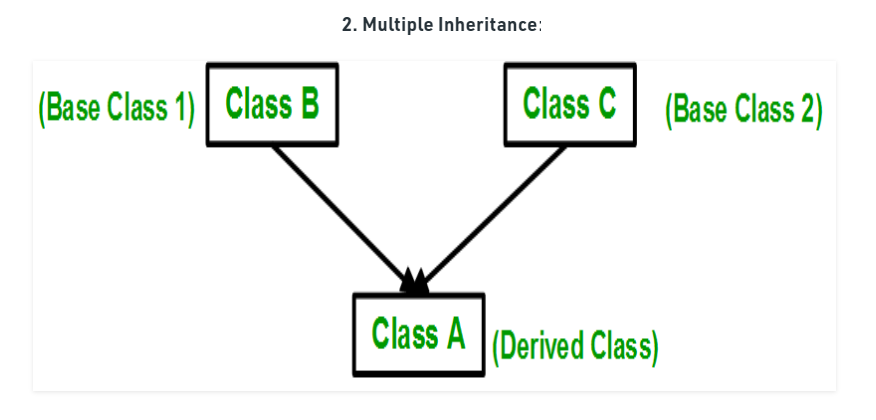 2. Multiple Inheritance:
(Base Class 1) Class B Class C (Base Class 2)
Class A (Derived Class)